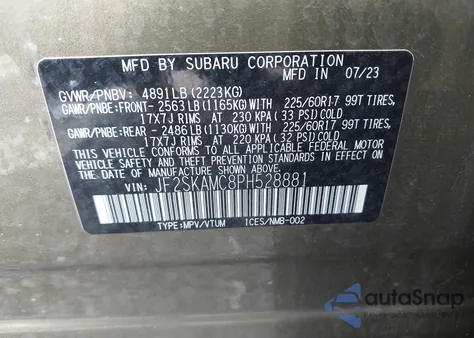 MFD BY SUBARU CORPORATION
IN 07/23
GVWR/PNBV: 4891LB (2223KG)
GAWR/PNBE:FRONT- 2563 LB (1165KG) WITH 225/60R17 99T TIRES,
17X7J RIMS AT 230 KPA (33 PSI) COLD
GAWR/PNBE:REAR - 2486 LB (1130KG) WITH 225/60R17 99T TIRES,
17X7J RIMS AT 220 KPA (32 PSI) COLD
THIS VEHICLE CONFORMS TO ALL APPLICABLE FEDERAL MOTOR
VEHICLE SAFETY AND THEFT PREVENTION STANDARDS
IN EFFECT ON THE DATE OF MANUFACTURE SHOWN ABOVE.
VIN: JF2SKAMC8PH528881
TYPE:MPV/VTUM ICES/NMB-002
autoSnap